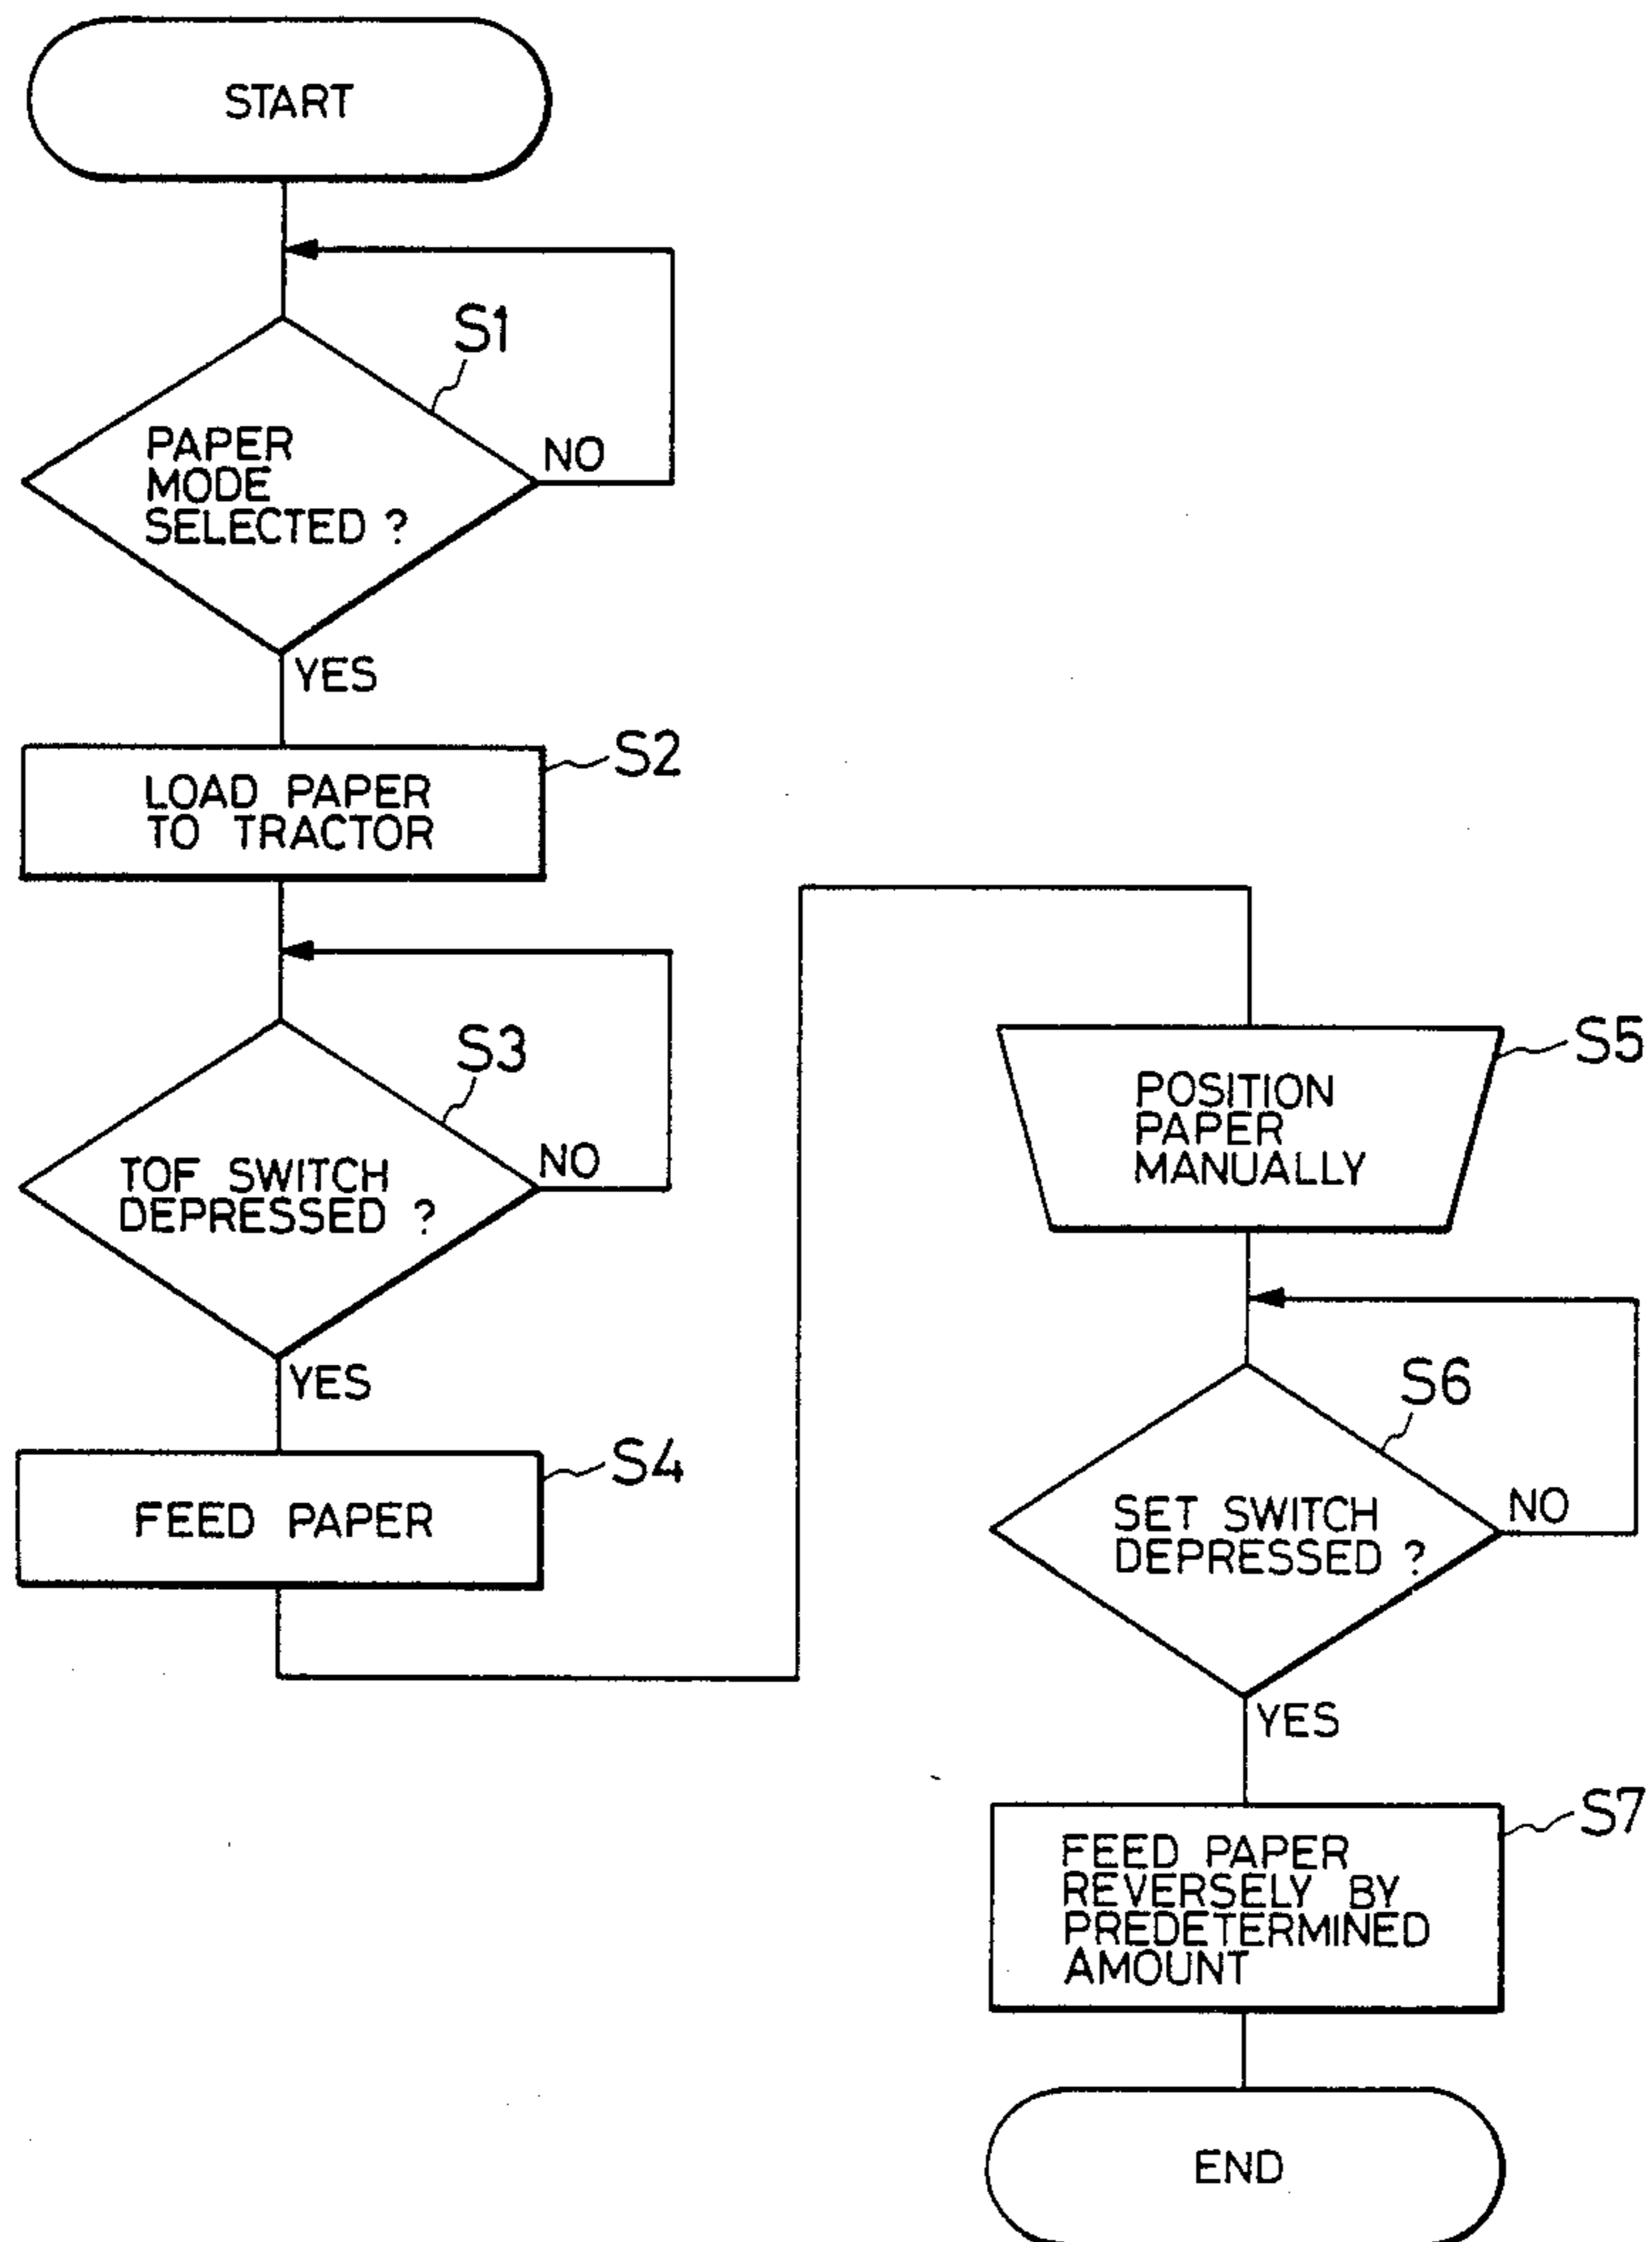 START
S1
PAPER
MODE
SELECTED ?
NO
YES
S2
LOAD PAPER
TO TRACTOR
S3
TOF SWITCH
DEPRESSED ?
NO
YES
S4
FEED PAPER
S5
POSITION
PAPER
MANUALLY
S6
SET SWITCH
DEPRESSED ?
NO
YES
S7
FEED PAPER
REVERSELY BY
PREDETERMINED
AMOUNT
END